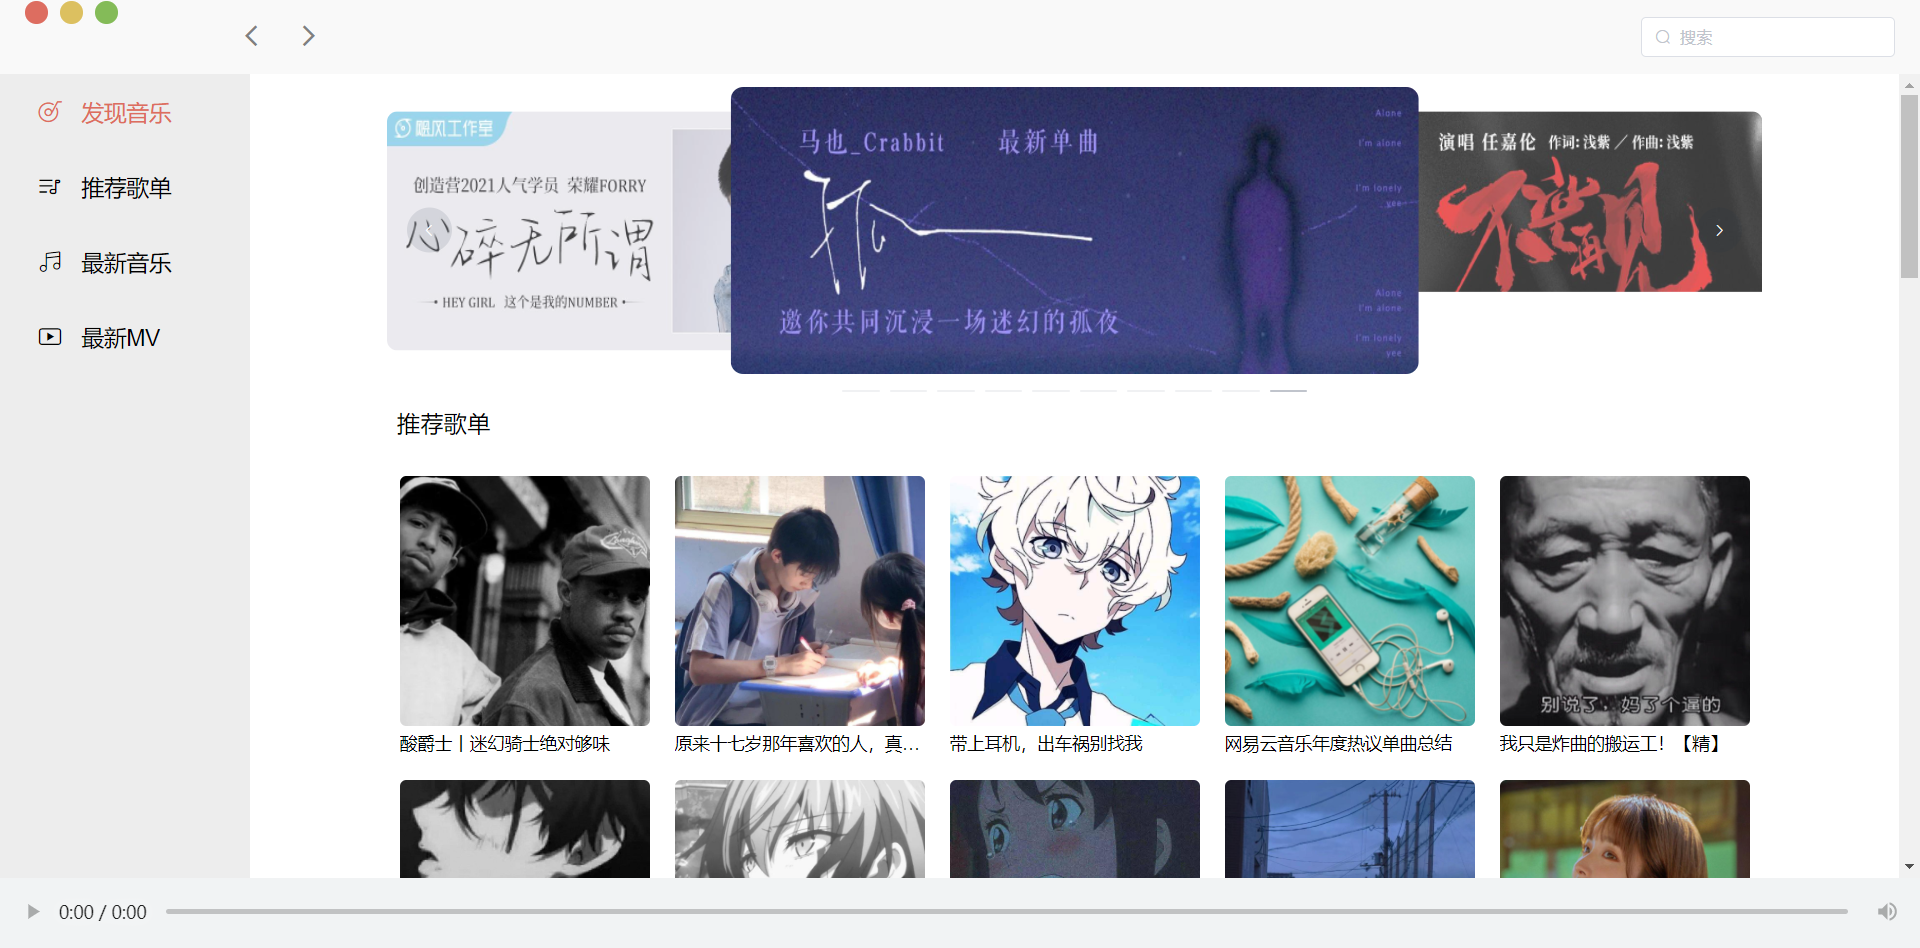 搜索
发现音乐
推荐歌单
最新音乐
最新MV
飓风工作室
创造营2021人气学员 荣耀FORRY
心碎无所谓
HEY GIRL 这个是我的NUMBER
马也_Crabbit 最新单曲
孤
邀你共同沉浸一场迷幻的孤夜
Alone
I'm alone
I'm lonely
yee
Alone
I'm alone
I'm lonely
yee
演唱 任嘉伦 作词:浅紫 / 作曲:浅紫
不尝再见
推荐歌单
别说了,妈了个逼的
酸爵士丨迷幻骑士绝对够味
原来十七岁那年喜欢的人，真...
带上耳机，出车祸别找我
网易云音乐年度热议单曲总结
我只是炸曲的搬运工！【精】
0:00 / 0:00